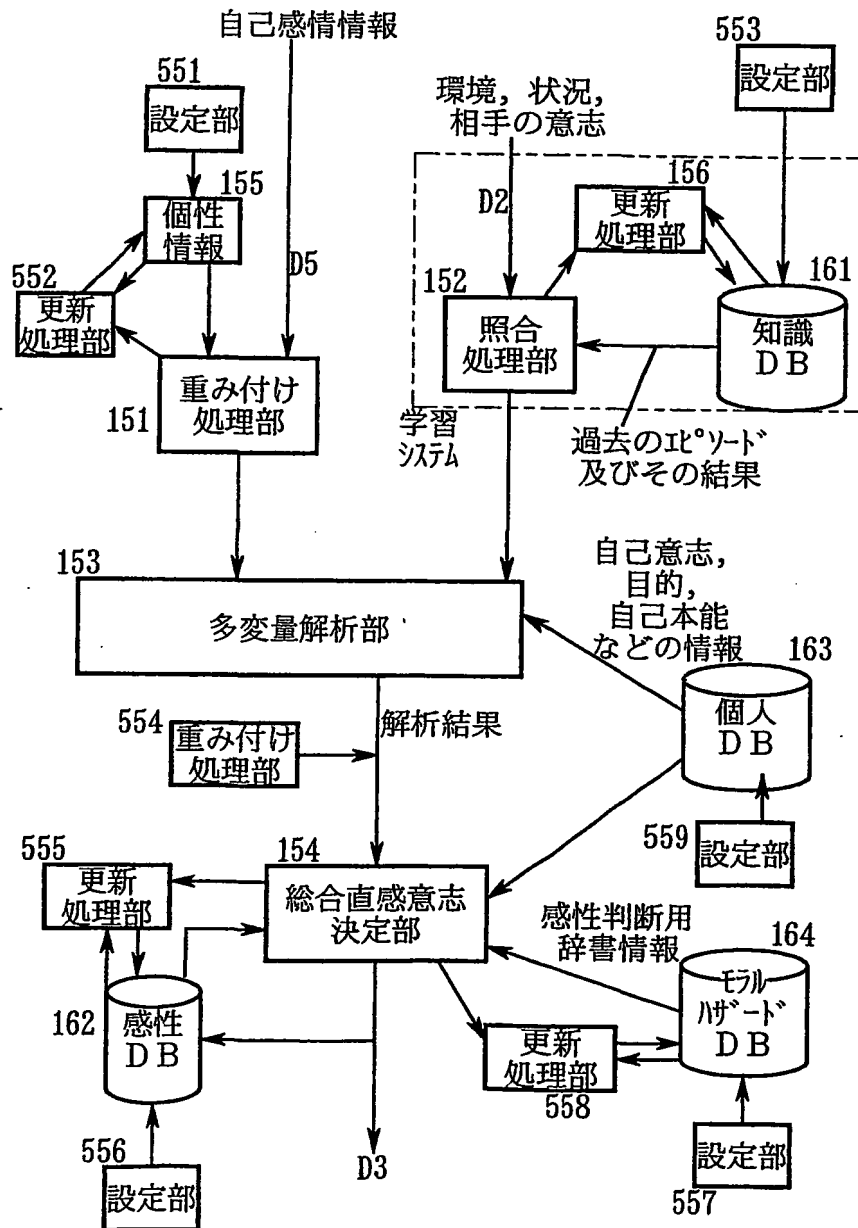 自己感情情報
551
設定部
553
設定部
環境, 状況,
相手の意志
155
個性
情報
D5
552
更新
処理部
D2
156
更新
処理部
152
照合
処理部
161
知識
DB
151
重み付け
処理部
学習
システム
過去のエピソード
及びその結果
153
多変量解析部
自己意志,
目的,
自己本能
などの情報
163
個人
DB
554
重み付け
処理部
解析結果
559
設定部
555
更新
処理部
154
総合直感意志
決定部
感性判断用
辞書情報
164
モラル
ハザード
DB
162
感性
DB
更新
処理部
558
D3
556
設定部
設定部
557